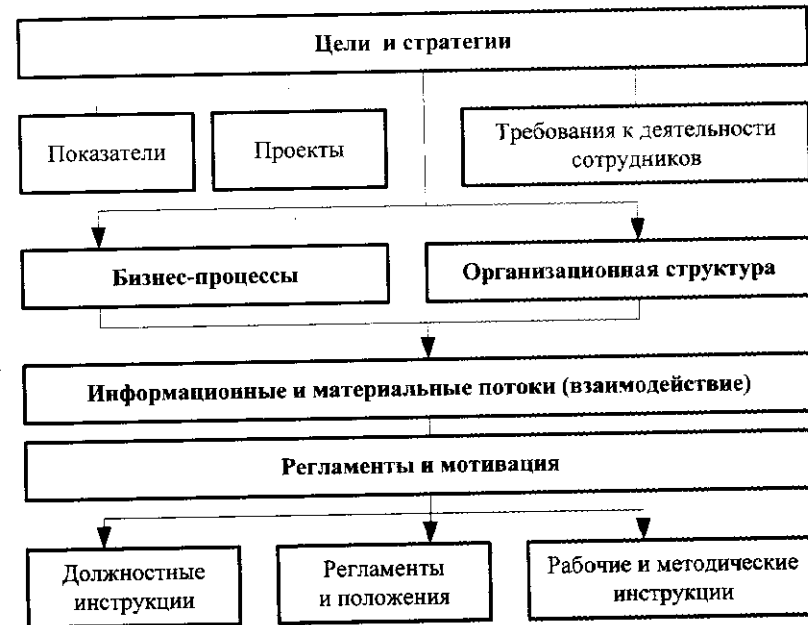 Цели и стратегии
Показатели
Проекты
Требования к деятельности
сотрудников
Бизнес-процессы
Организационная структура
Информационные и материальные потоки (взаимодействие)
Регламенты и мотивация
Должностные
инструкции
Регламенты
и положения
Рабочие и методические
инструкции